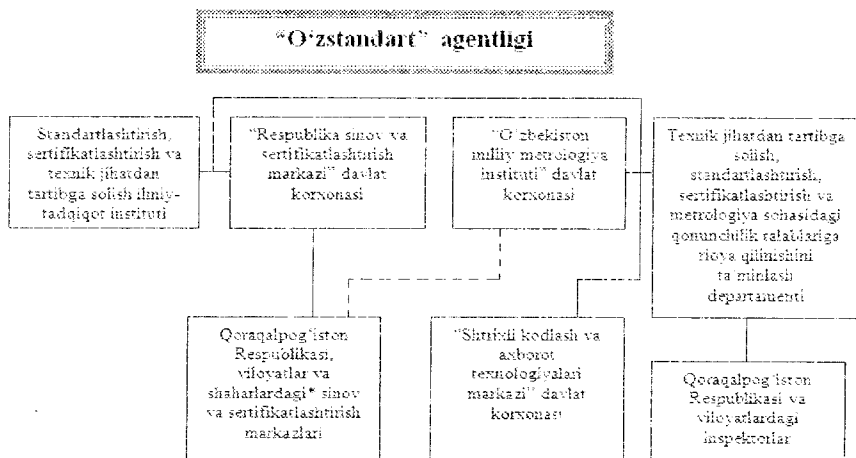 “O‘zstandart” agentligi
Standartlashtirish,
sertifikatlashtirish va
texnik jihatdan
tartibga solish ilmiy-
tadqiqot instituti
“Respublika sinov va
sertifikatlashtirish
markazi” davlat
korxonasi
“O‘zbekiston
milliy metrologiya
instituti” davlat
korxonasi
Texnik jihatdan tartibga
solish,
standartlashtirish,
sertifikatlashtirish va
metrologiya sohasidagi
qonunchilik talablariga
rioya qilinishini
ta’minlash
departamenti
Qoraqalpog‘iston
Respublikasi,
viloyatlar va
shaharlardagi* sinov
va sertifikatlashtirish
markazlari
“Shtrixli kodlash va
axborot
texnologiyalari
markazi” davlat
korxonasi
Qoraqalpog‘iston
Respublikasi va
viloyatlardagi
inspektorlar